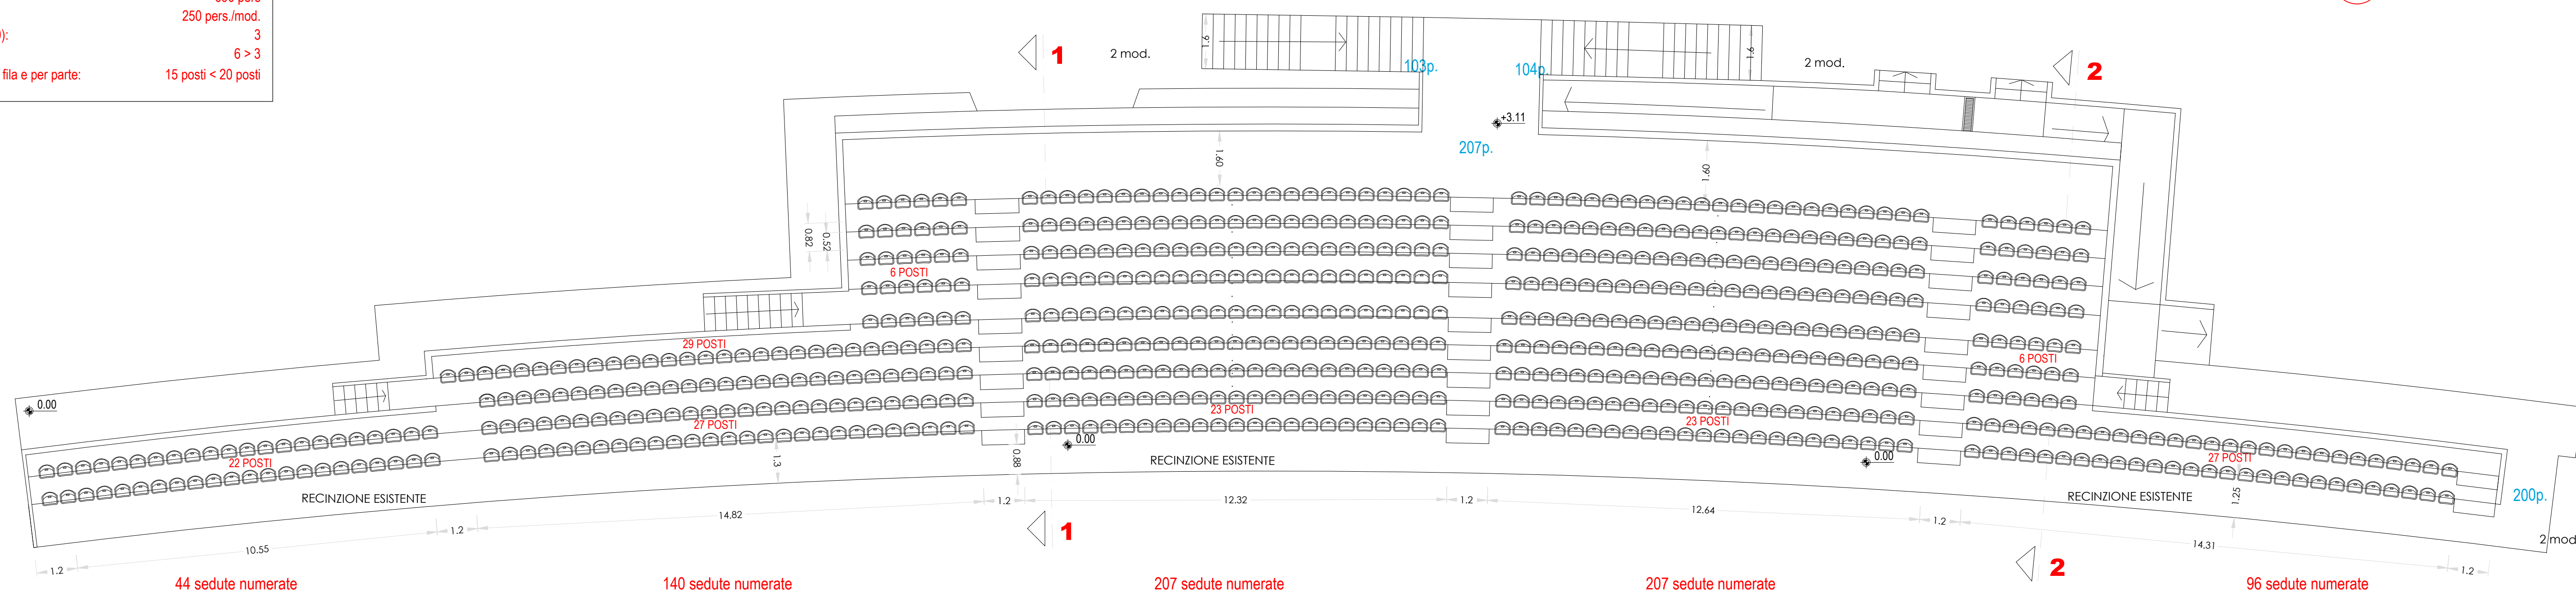 250 pers./mod.
3
6 > 3
fila e per parte: 15 posti < 20 posti
1
2 mod.
1.6
103p.
104p.
1.6
2 mod.
2
+3.11
207p.
1.60
1.60
0.82
0.52
6 POSTI
29 POSTI
6 POSTI
0.00
27 POSTI
23 POSTI
23 POSTI
0.00
0.00
22 POSTI
27 POSTI
1.3
0.88
RECINZIONE ESISTENTE
RECINZIONE ESISTENTE
RECINZIONE ESISTENTE
1.25
200p.
1.2
10.55
1.2
14.82
1.2
12.32
1.2
12.64
1.2
14.31
1.2
1
2
2 mod
44 sedute numerate
140 sedute numerate
207 sedute numerate
207 sedute numerate
96 sedute numerate